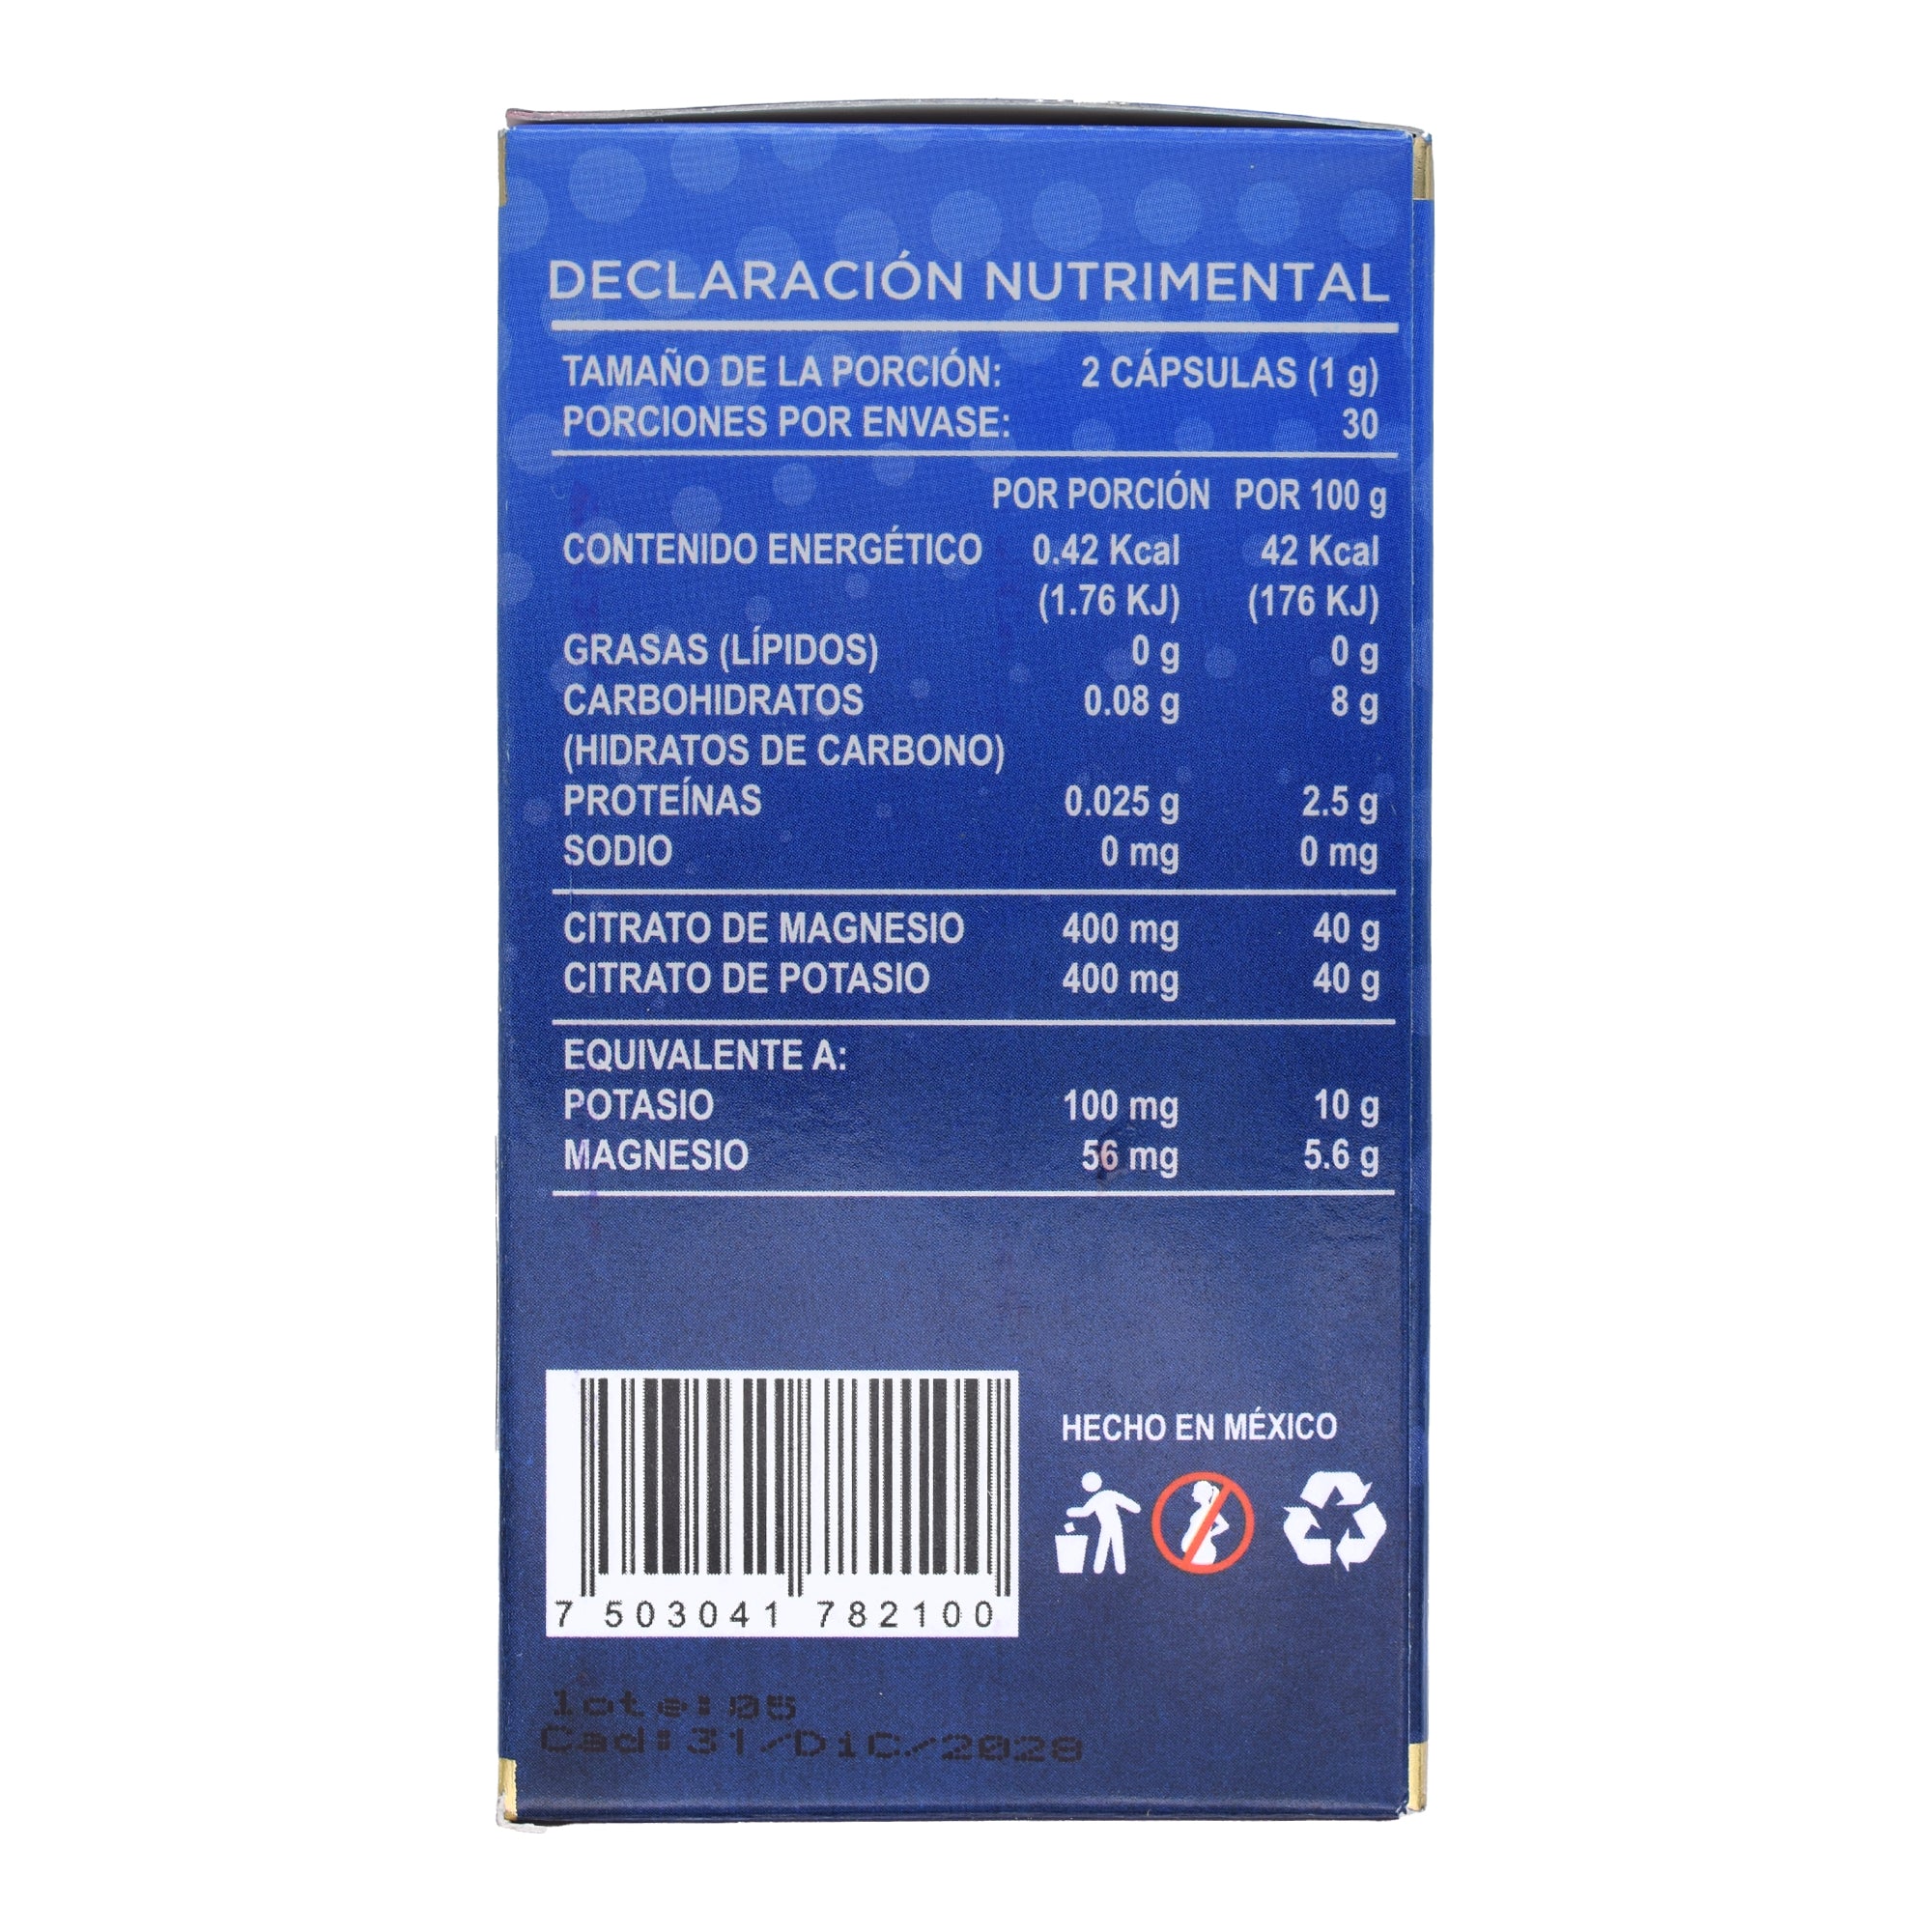 DECLARACIÓN NUTRIMENTAL
TAMAÑO DE LA PORCIÓN: 2 CÁPSULAS (1 g)
PORCIONES POR ENVASE: 30
POR PORCIÓN POR 100 g
CONTENIDO ENERGÉTICO 0.42 Kcal 42 Kcal
(1.76 KJ) (176 KJ)
GRASAS (LÍPIDOS) 0 g 0 g
CARBOHIDRATOS 0.08 g 8 g
(HIDRATOS DE CARBONO)
PROTEÍNAS 0.025 g 2.5 g
SODIO 0 mg 0 mg
CITRATO DE MAGNESIO 400 mg 40 g
CITRATO DE POTASIO 400 mg 40 g
EQUIVALENTE A:
POTASIO 100 mg 10 g
MAGNESIO 56 mg 5.6 g
HECHO EN MÉXICO
7 503041 782100
lote:05
Cad:31/DiC/2028